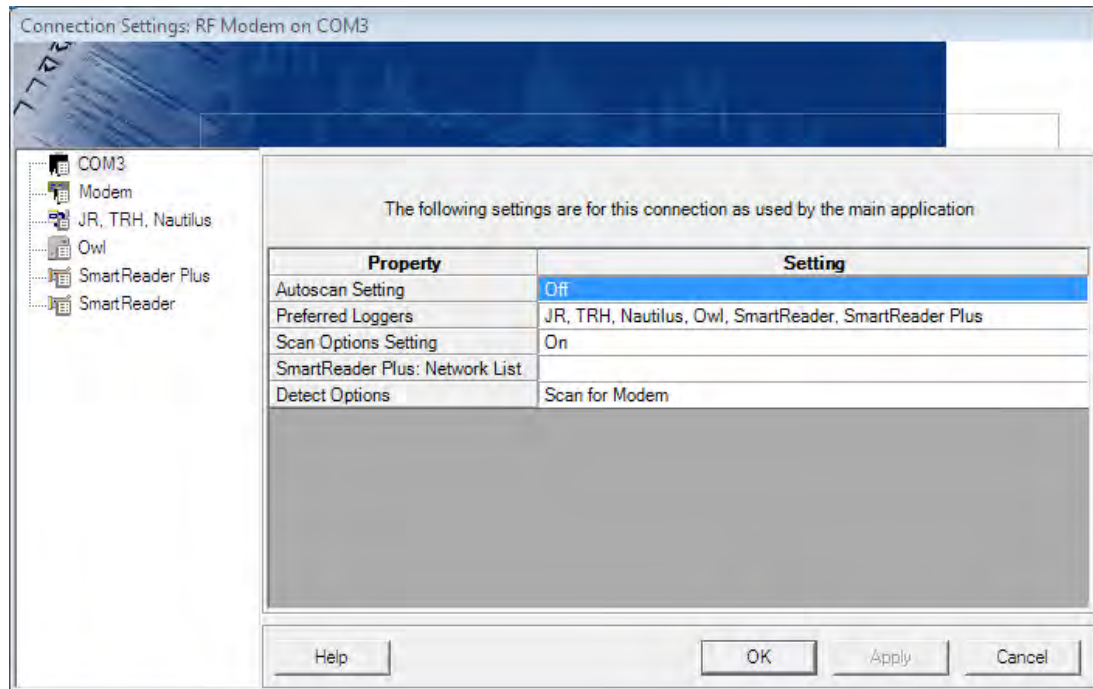 Connection Settings: RF Modem on COM3
COM3
Modem
JR, TRH, Nautilus
Owl
SmartReader Plus
SmartReader
The following settings are for this connection as used by the main application
Property Setting
Autoscan Setting Off
Preferred Loggers JR, TRH, Nautilus, Owl, SmartReader, SmartReader Plus
Scan Options Setting On
SmartReader Plus: Network List
Detect Options Scan for Modem
Help OK Apply Cancel